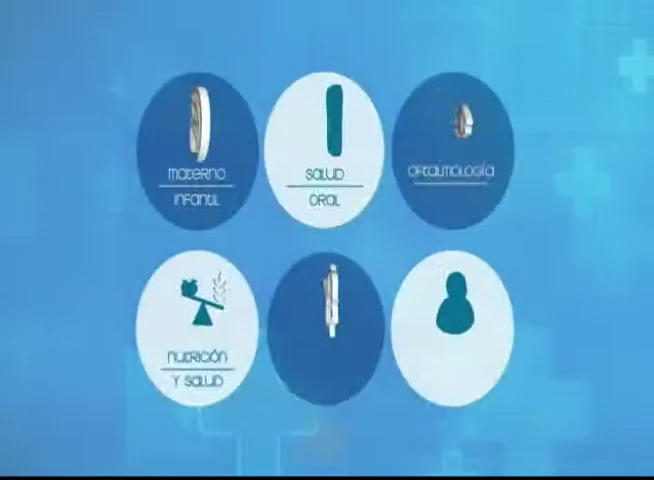 materno
infantil
salud
oral
oftalmología
nutrición
y salud